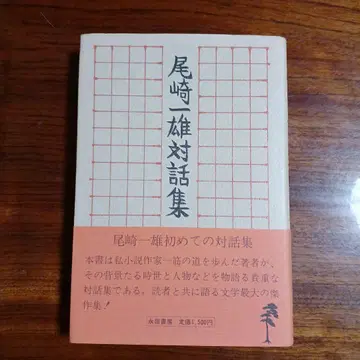 尾崎一雄対話集
尾崎一雄初めての対話集
本書は私小説作家一筋の道を歩んだ著者が、
その背景たる時世と人物などを物語る貴重な
対話集である。読者と共に語る文学最大の傑
作集！
永田書房 定価1,500円